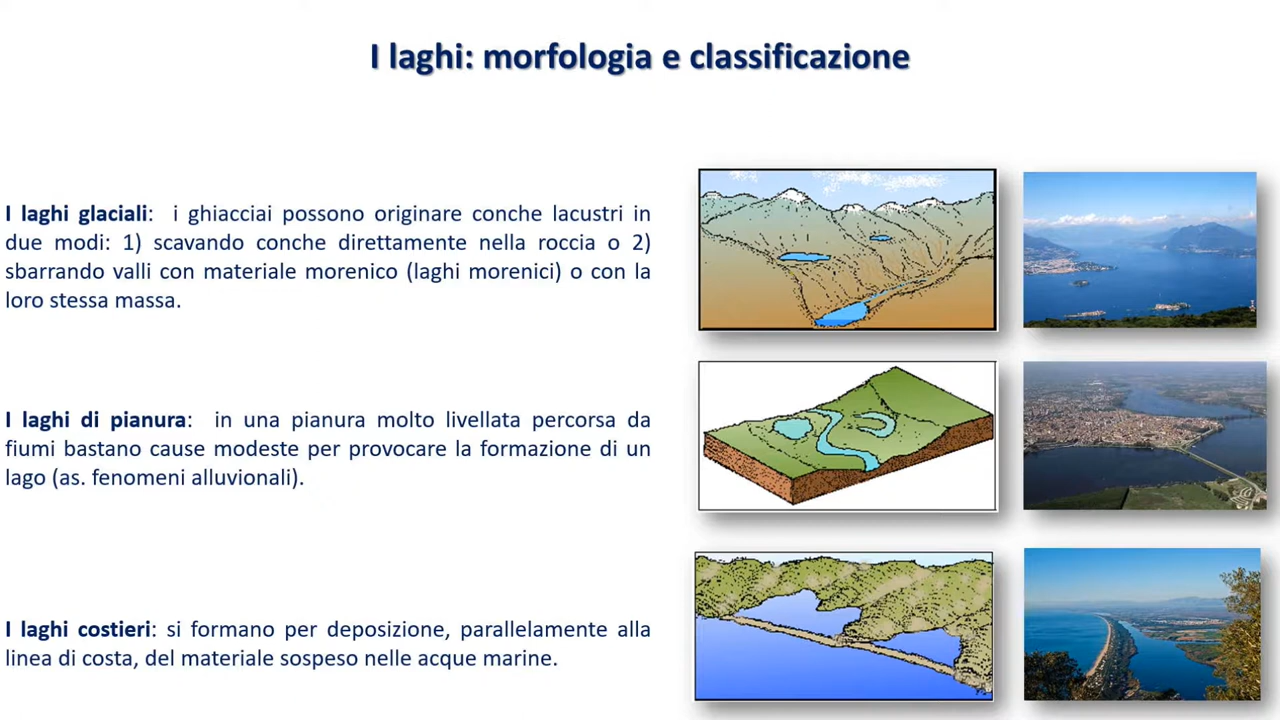 I laghi: morfologia e classificazione
I laghi glaciali: i ghiacciai possono originare conche lacustri in
due modi: 1) scavando conche direttamente nella roccia o 2)
sbarrando valli con materiale morenico (laghi morenici) o con la
loro stessa massa.
I laghi di pianura: in una pianura molto livellata percorsa da
fiumi bastano cause modeste per provocare la formazione di un
lago (as. fenomeni alluvionali).
I laghi costieri: si formano per deposizione, parallelamente alla
linea di costa, del materiale sospeso nelle acque marine.